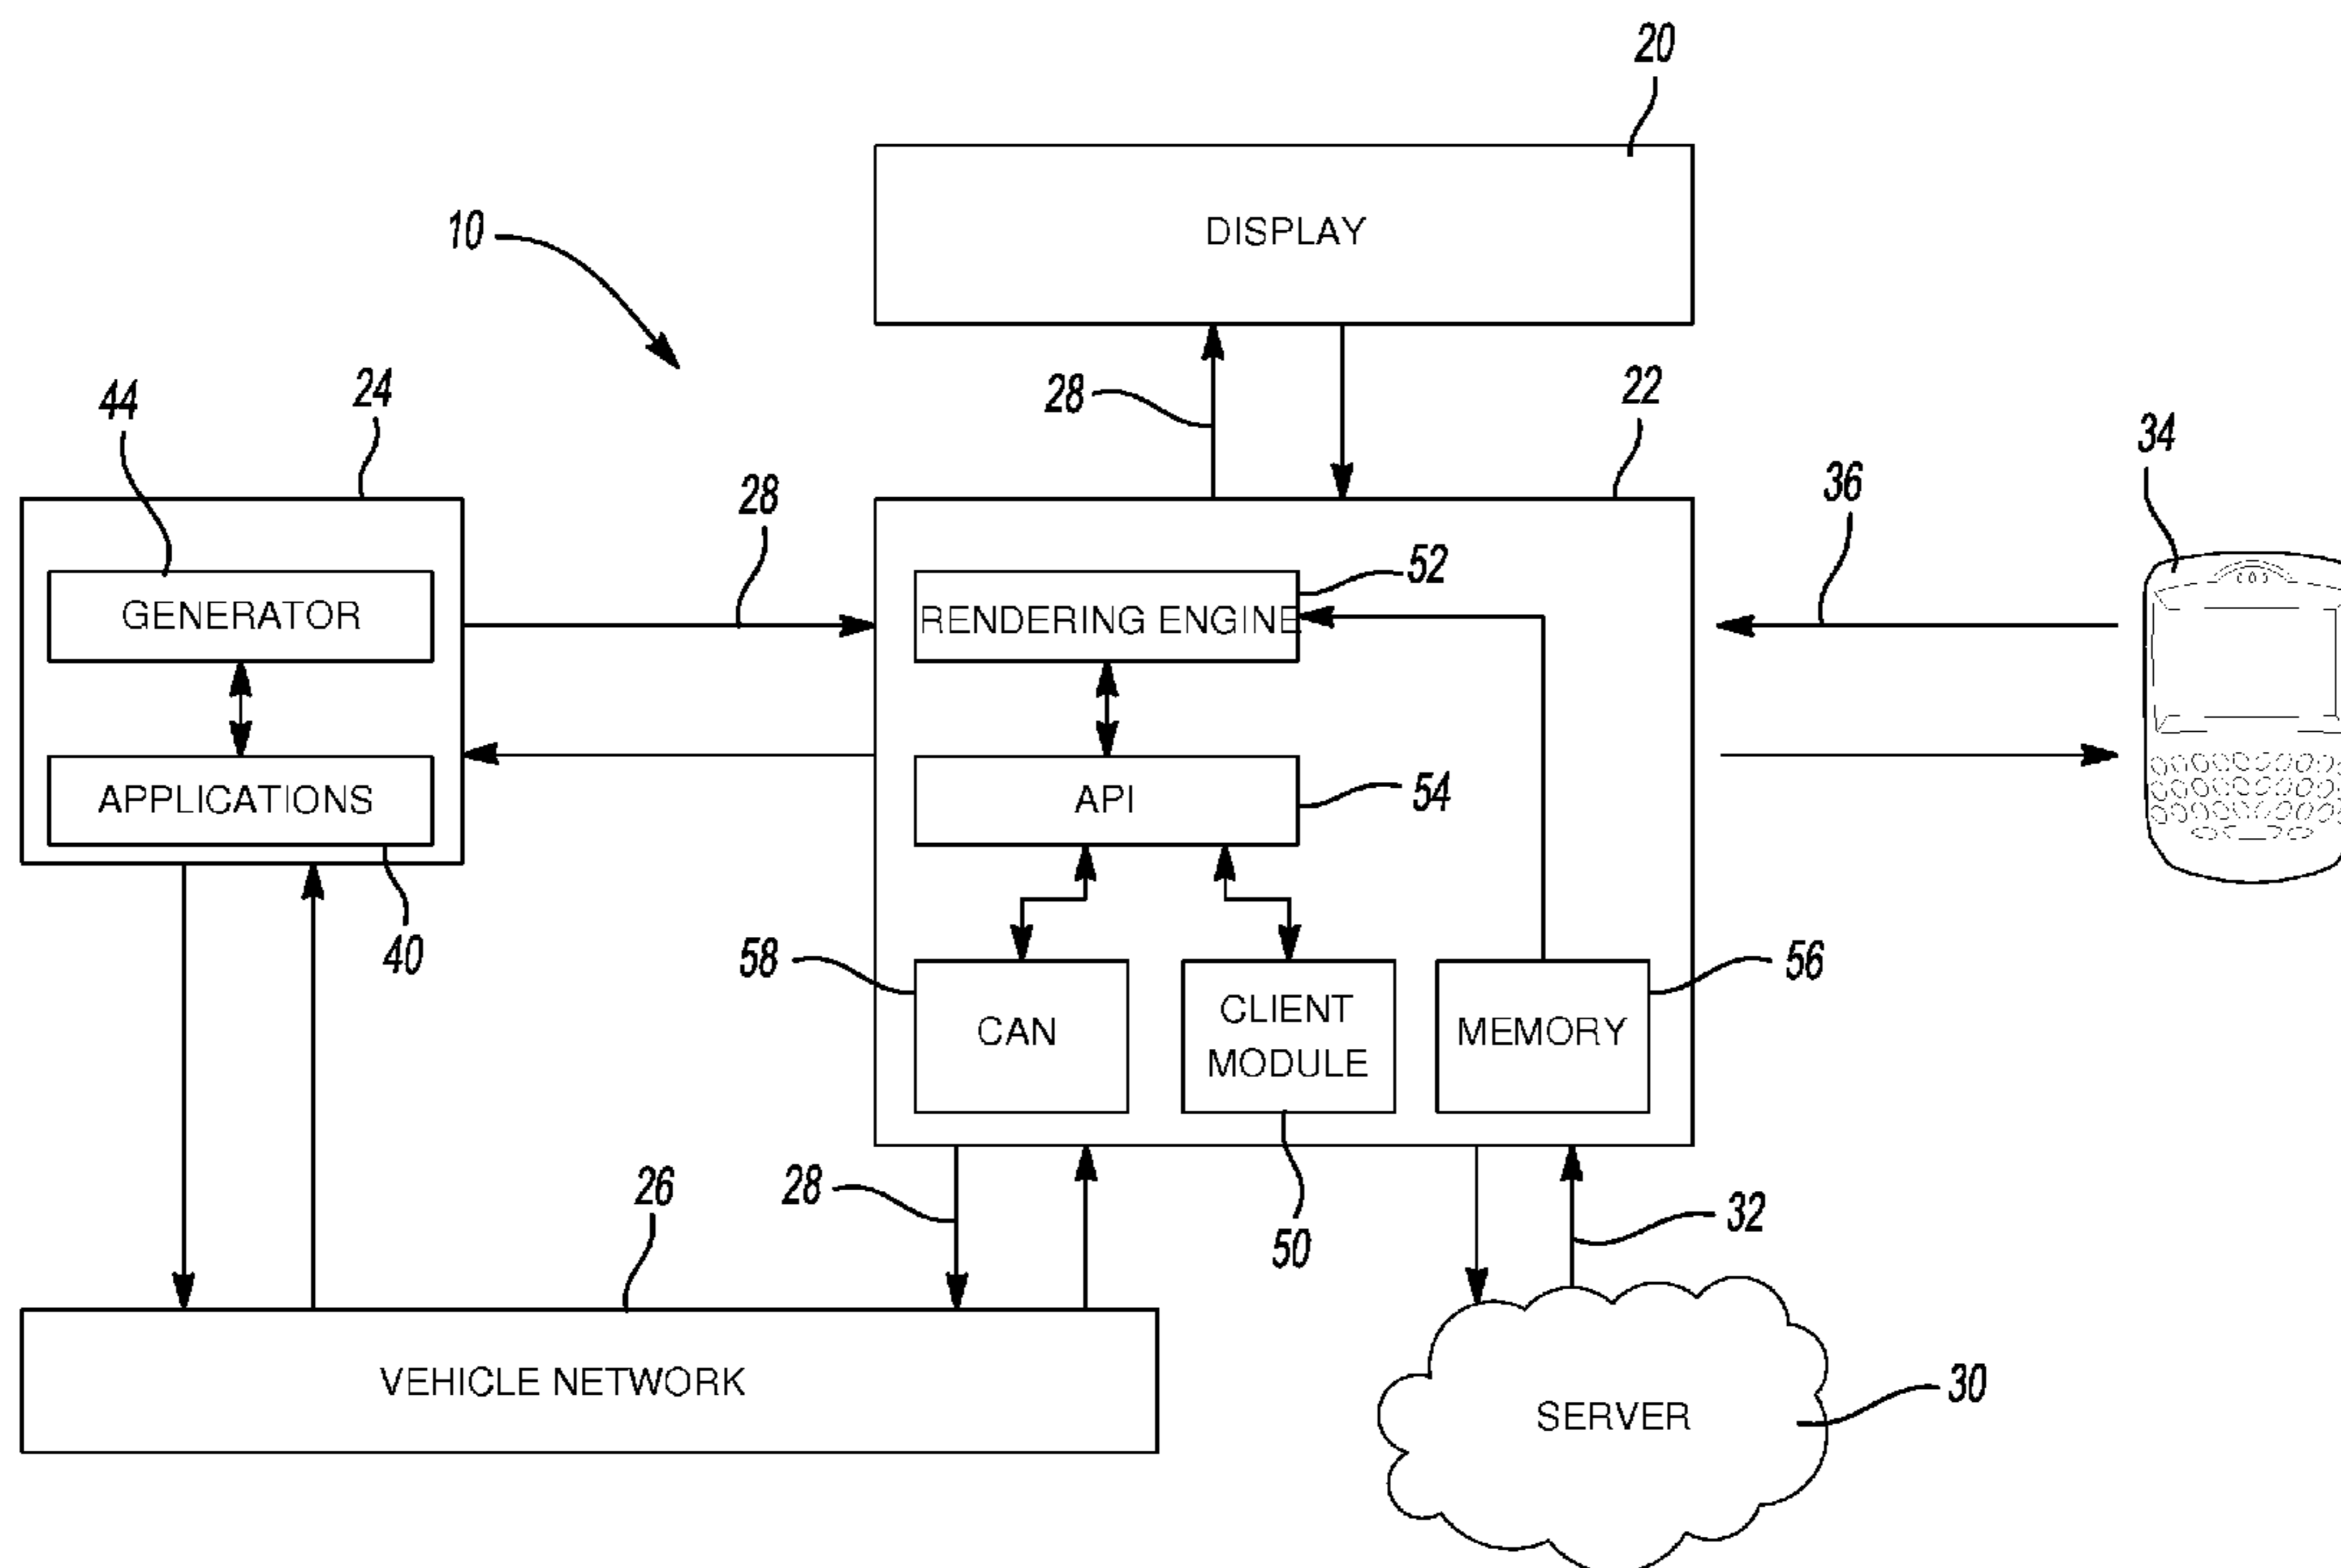 20
DISPLAY
10
28
22
24
44
34
36
28
52
GENERATOR
RENDERING ENGINE
54
APPLICATIONS
API
40
58
56
CLIENT
MODULE
CAN
MEMORY
26
28
32
50
VEHICLE NETWORK
30
SERVER